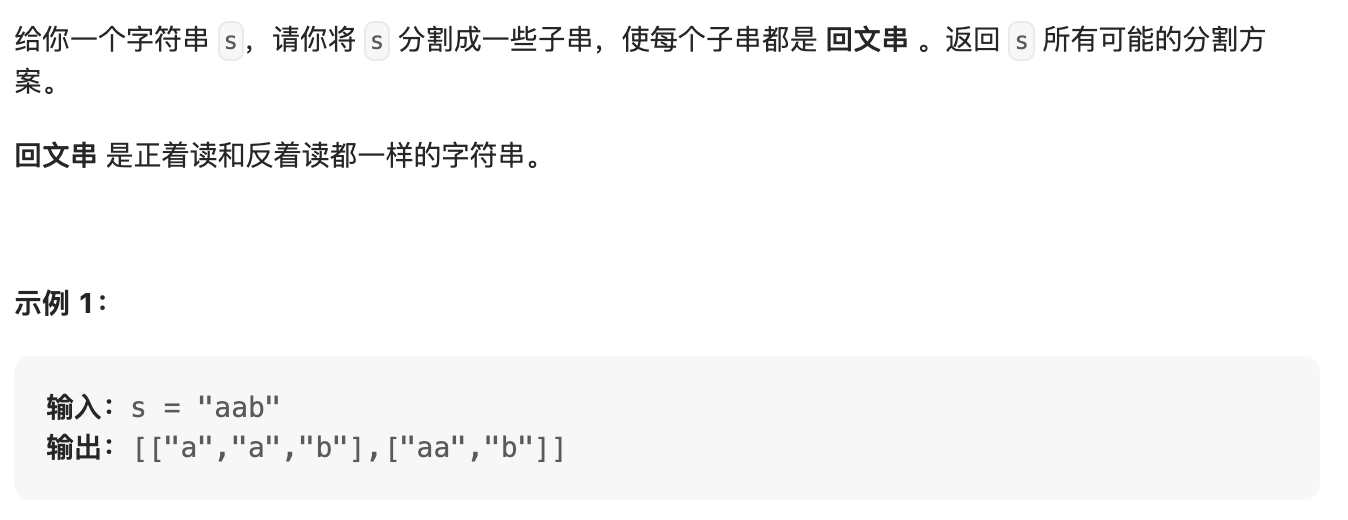 给你一个字符串 s，请你将 s 分割成一些子串，使每个子串都是 回文串 。返回 s 所有可能的分割方
案。
回文串 是正着读和反着读都一样的字符串。
示例 1：
输入：s = "aab"
输出：[["a","a","b"],["aa","b"]]